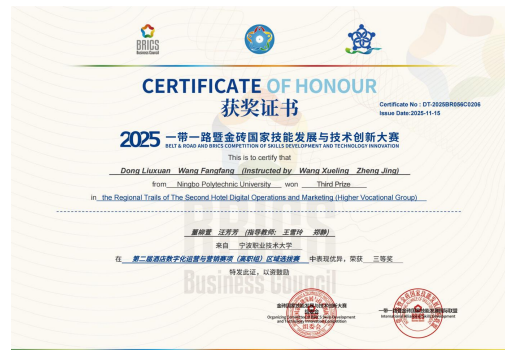 BRICS
Business Council
CERTIFICATE OF HONOUR
获奖证书
Certificate No : DT-2025BR056C0206
Issue Date:2025-11-15
2025 一带一路暨金砖国家技能发展与技术创新大赛
BELT & ROAD AND BRICS COMPETITION OF SKILLS DEVELOPMENT AND TECHNOLOGY INNOVATION
This is to certify that
Dong Liuxuan Wang Fangfang (Instructed by Wang Xueling Zheng Jing)
from Ningbo Polytechnic University won Third Prize
in the Regional Trails of The Second Hotel Digital Operations and Marketing (Higher Vocational Group)
董柳萱 汪芳芳 (指导教师: 王雪玲 郑静)
来自 宁波职业技术大学
在 第二届酒店数字化运营与营销赛项（高职组）区域选拔赛 中表现优异，荣获 三等奖
特发此证，以资鼓励
BRICS
Business Council